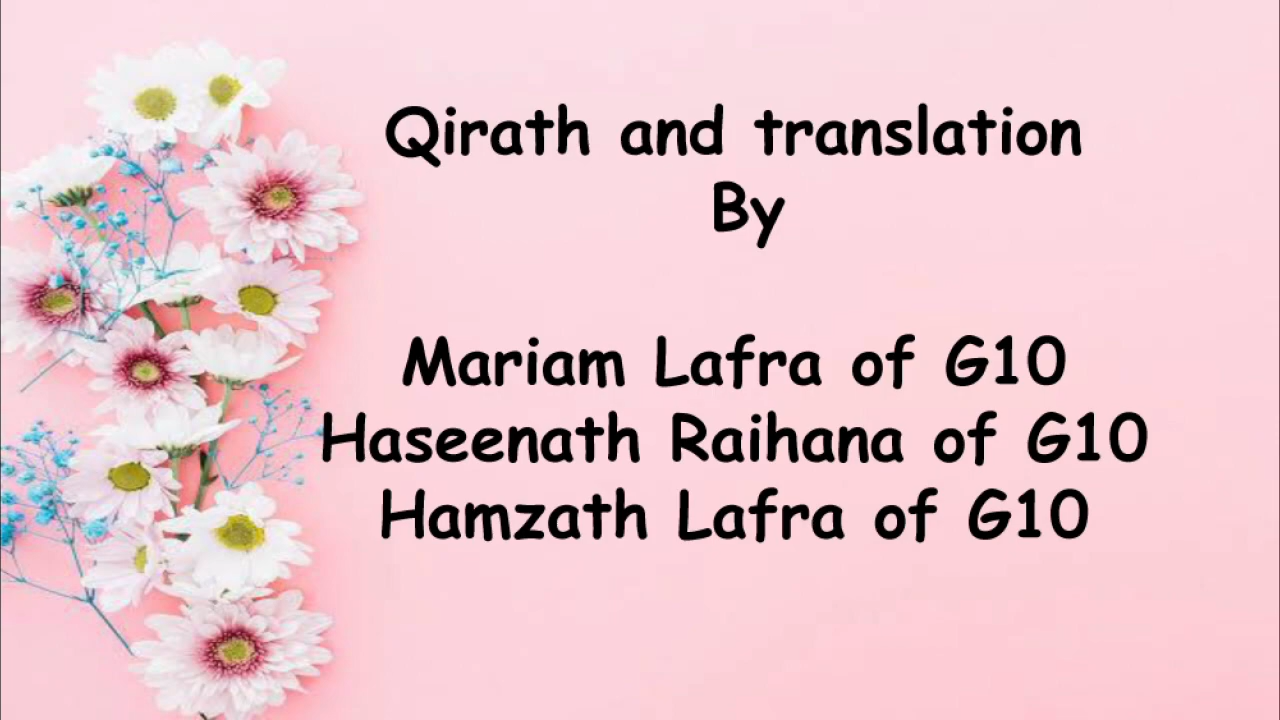 Qirath and translation
By
Mariam Lafra of G10
Haseenath Raihana of G10
Hamzath Lafra of G10